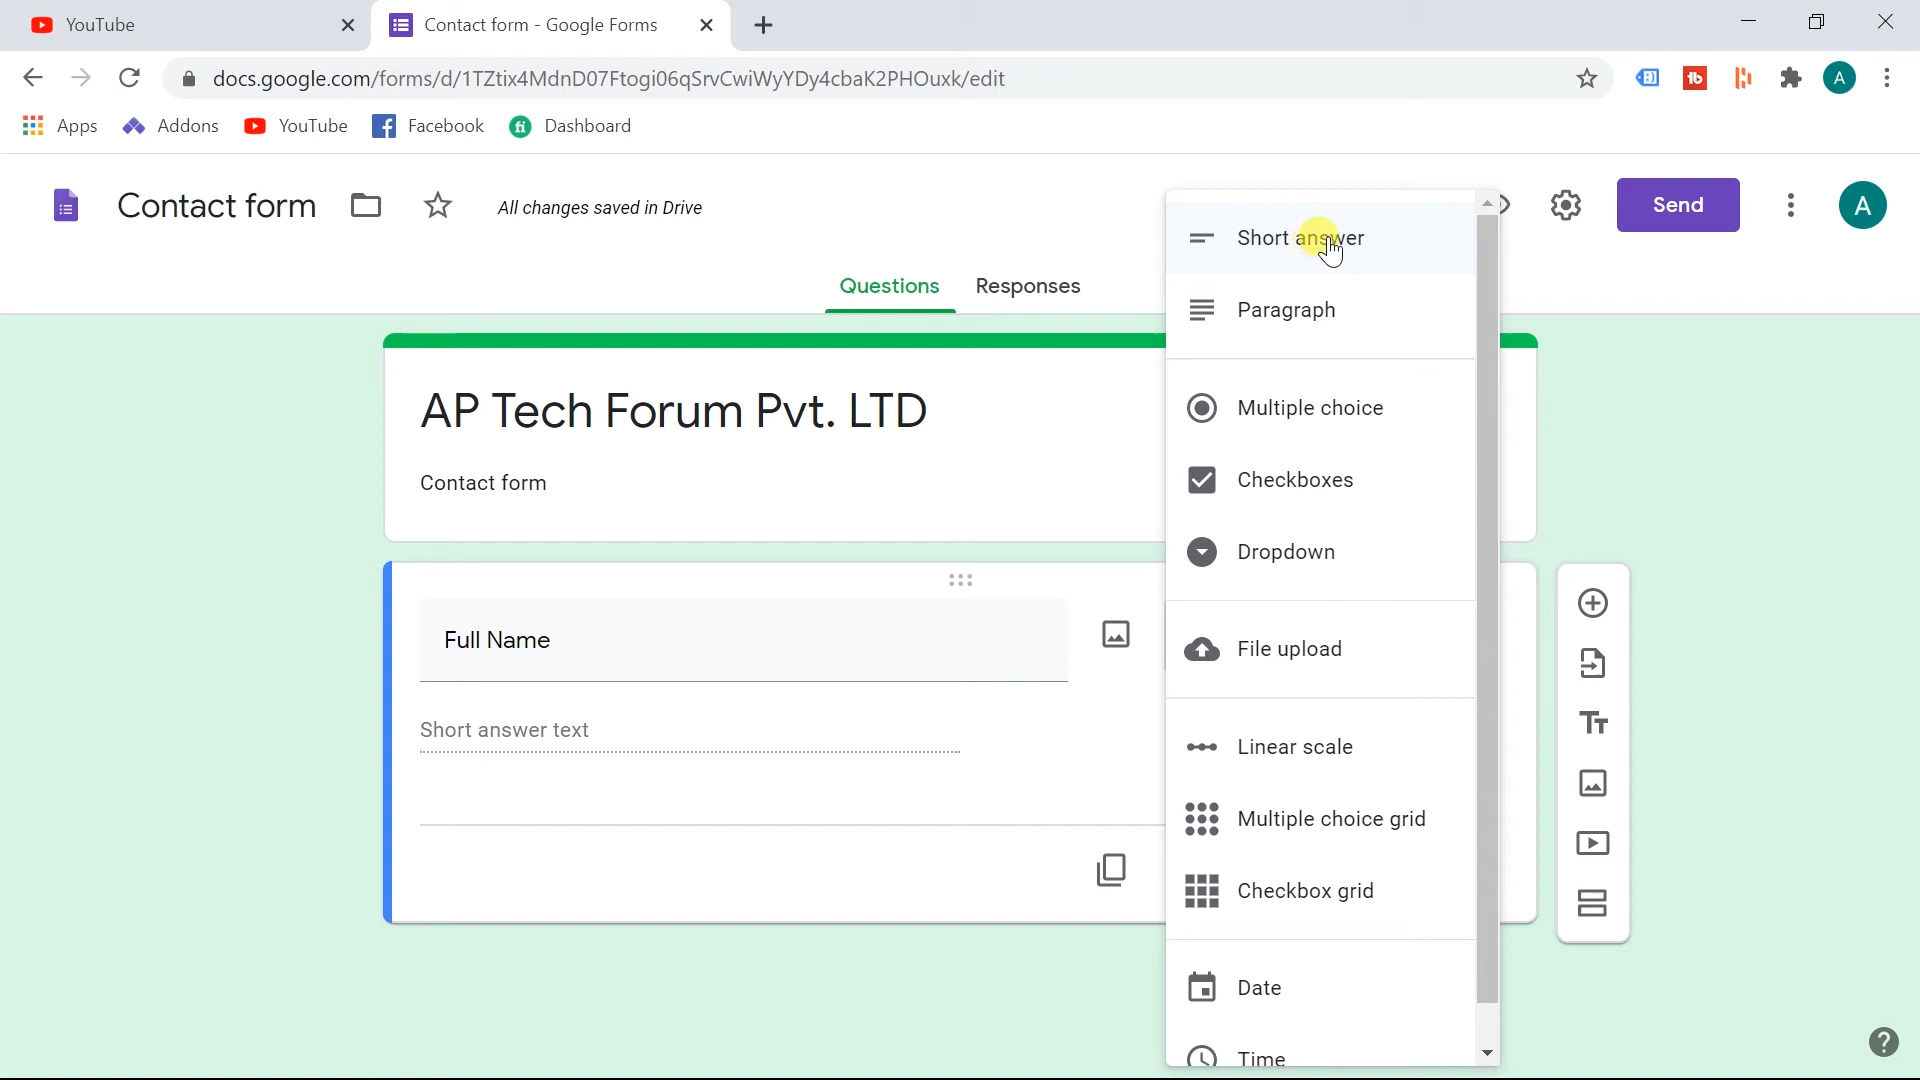 YouTube
Contact form - Google Forms
docs.google.com/forms/d/1TZtix4MdnD07Ftogi06qSrvCwiWyYDy4cbaK2PHOuxk/edit
A
Apps
Addons
YouTube
Facebook
Dashboard
Contact form
All changes saved in Drive
Send
A
Questions
Responses
AP Tech Forum Pvt. LTD
Contact form
Full Name
Short answer text
Short answer
Paragraph
Multiple choice
Checkboxes
Dropdown
File upload
Linear scale
Multiple choice grid
Checkbox grid
Date
Time